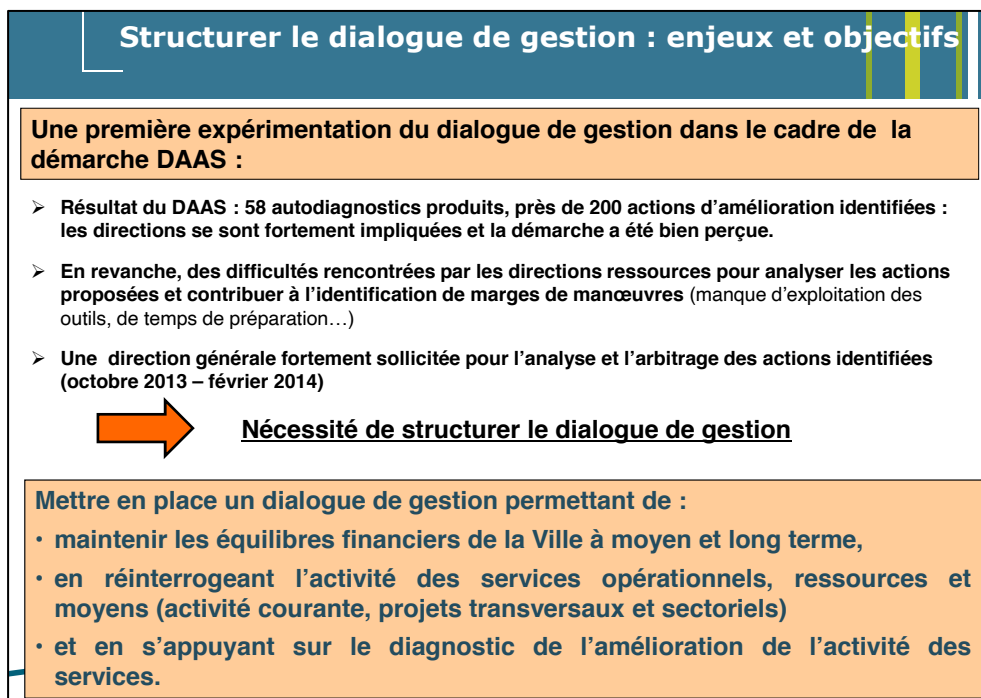 Structurer le dialogue de gestion : enjeux et objectifs
Une première expérimentation du dialogue de gestion dans le cadre de la
démarche DAAS :
➢ Résultat du DAAS : 58 autodiagnostics produits, près de 200 actions d’amélioration identifiées :
les directions se sont fortement impliquées et la démarche a été bien perçue.
➢ En revanche, des difficultés rencontrées par les directions ressources pour analyser les actions
proposées et contribuer à l’identification de marges de manœuvres (manque d’exploitation des
outils, de temps de préparation…)
➢ Une direction générale fortement sollicitée pour l’analyse et l’arbitrage des actions identifiées
(octobre 2013 – février 2014)
Nécessité de structurer le dialogue de gestion
Mettre en place un dialogue de gestion permettant de :
• maintenir les équilibres financiers de la Ville à moyen et long terme,
• en réinterrogeant l’activité des services opérationnels, ressources et
moyens (activité courante, projets transversaux et sectoriels)
• et en s’appuyant sur le diagnostic de l’amélioration de l’activité des
services.